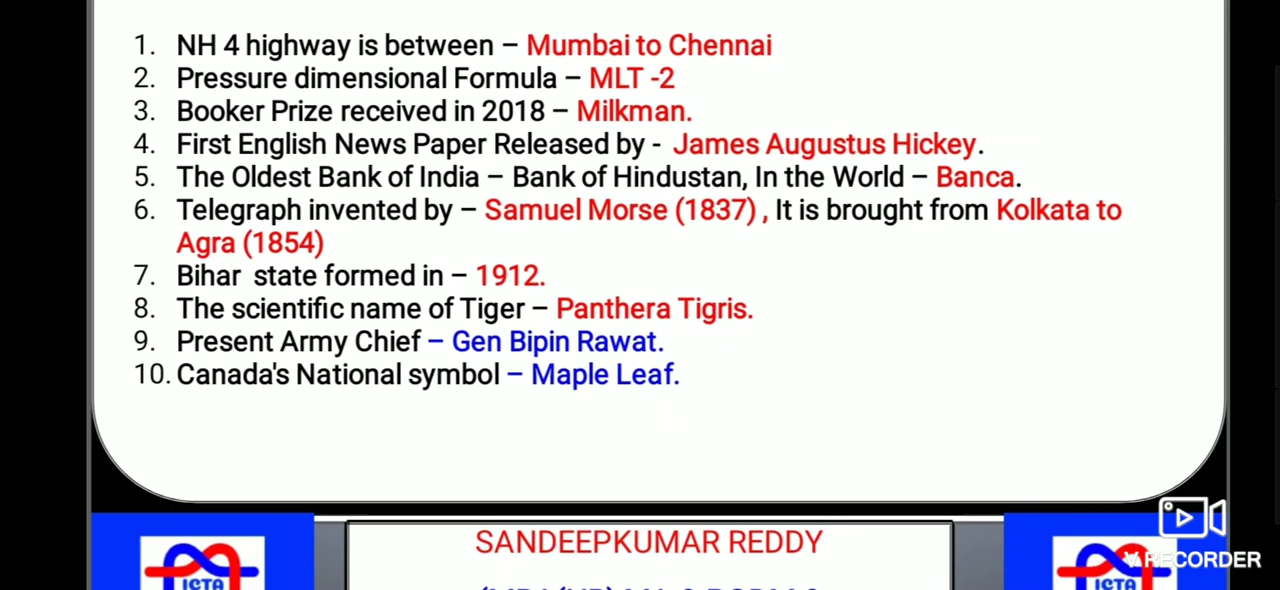 1. NH 4 highway is between – Mumbai to Chennai
2. Pressure dimensional Formula – MLT -2
3. Booker Prize received in 2018 – Milkman.
4. First English News Paper Released by - James Augustus Hickey.
5. The Oldest Bank of India – Bank of Hindustan, In the World – Banca.
6. Telegraph invented by – Samuel Morse (1837) , It is brought from Kolkata to
Agra (1854)
7. Bihar state formed in – 1912.
8. The scientific name of Tiger – Panthera Tigris.
9. Present Army Chief – Gen Bipin Rawat.
10. Canada's National symbol – Maple Leaf.
SANDEEPKUMAR REDDY
ICTA
ICTA
RECORDER